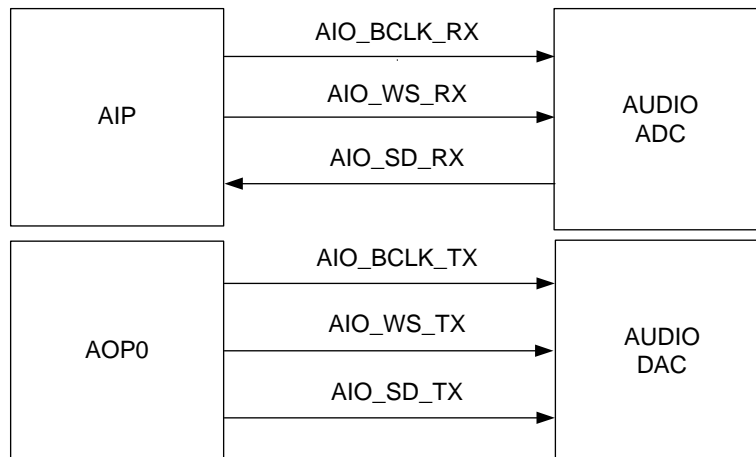 AIO_BCLK_RX
AIP
AIO_WS_RX
AUDIO
ADC
AIO_SD_RX
AIO_BCLK_TX
AOP0
AIO_WS_TX
AUDIO
DAC
AIO_SD_TX